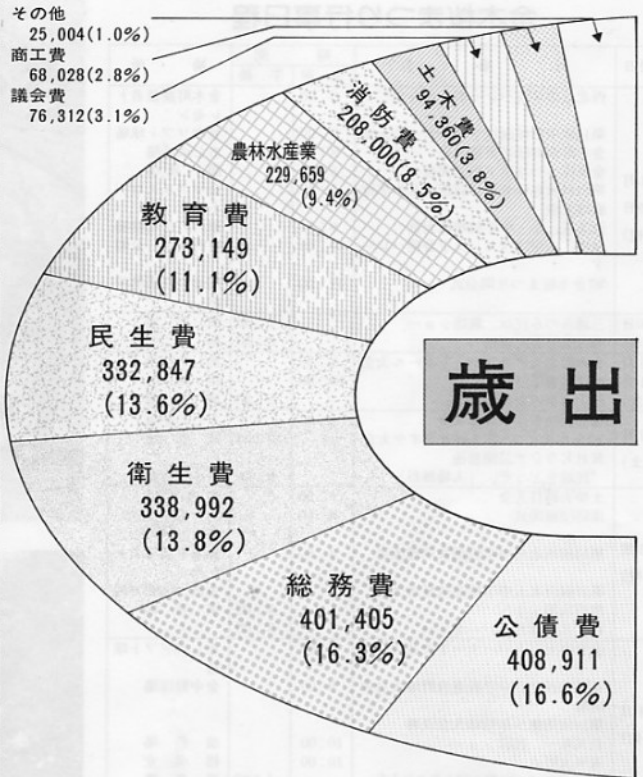 その他
25,004(1.0%)
商工費
68,028(2.8%)
議会費
76,312(3.1%)
土木費
94,360(3.8%)
消防費
208,000(8.5%)
農林水産業
229,659
(9.4%)
教育費
273,149
(11.1%)
民生費
332,847
(13.6%)
歳出
衛生費
338,992
(13.8%)
総務費
401,405
(16.3%)
公債費
408,911
(16.6%)